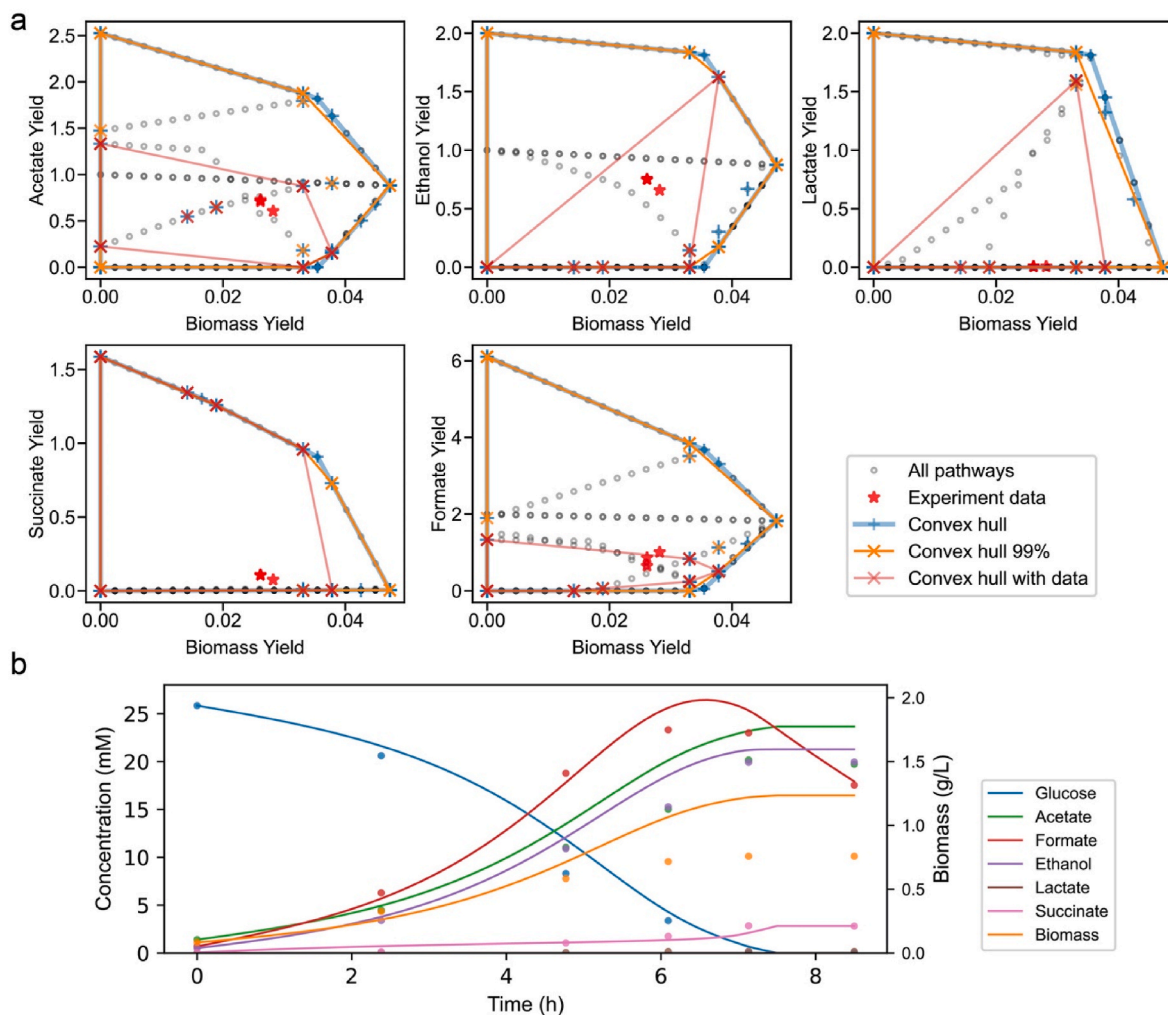 a
Acetate Yield
2.5
2.0
1.5
1.0
0.5
0.0
0.00
0.02
0.04
Biomass Yield
Ethanol Yield
2.0
1.5
1.0
0.5
0.0
0.00
0.02
0.04
Biomass Yield
Lactate Yield
2.0
1.5
1.0
0.5
0.0
0.00
0.02
0.04
Biomass Yield
Succinate Yield
1.5
1.0
0.5
0.0
0.00
0.02
0.04
Biomass Yield
Formate Yield
6
4
2
0
0.00
0.02
0.04
Biomass Yield
All pathways
Experiment data
Convex hull
Convex hull 99%
Convex hull with data
b
Concentration (mM)
25
20
15
10
5
0
0
2
4
6
8
Time (h)
2.0
1.5
1.0
0.5
0.0
Biomass (g/L)
Glucose
Acetate
Formate
Ethanol
Lactate
Succinate
Biomass